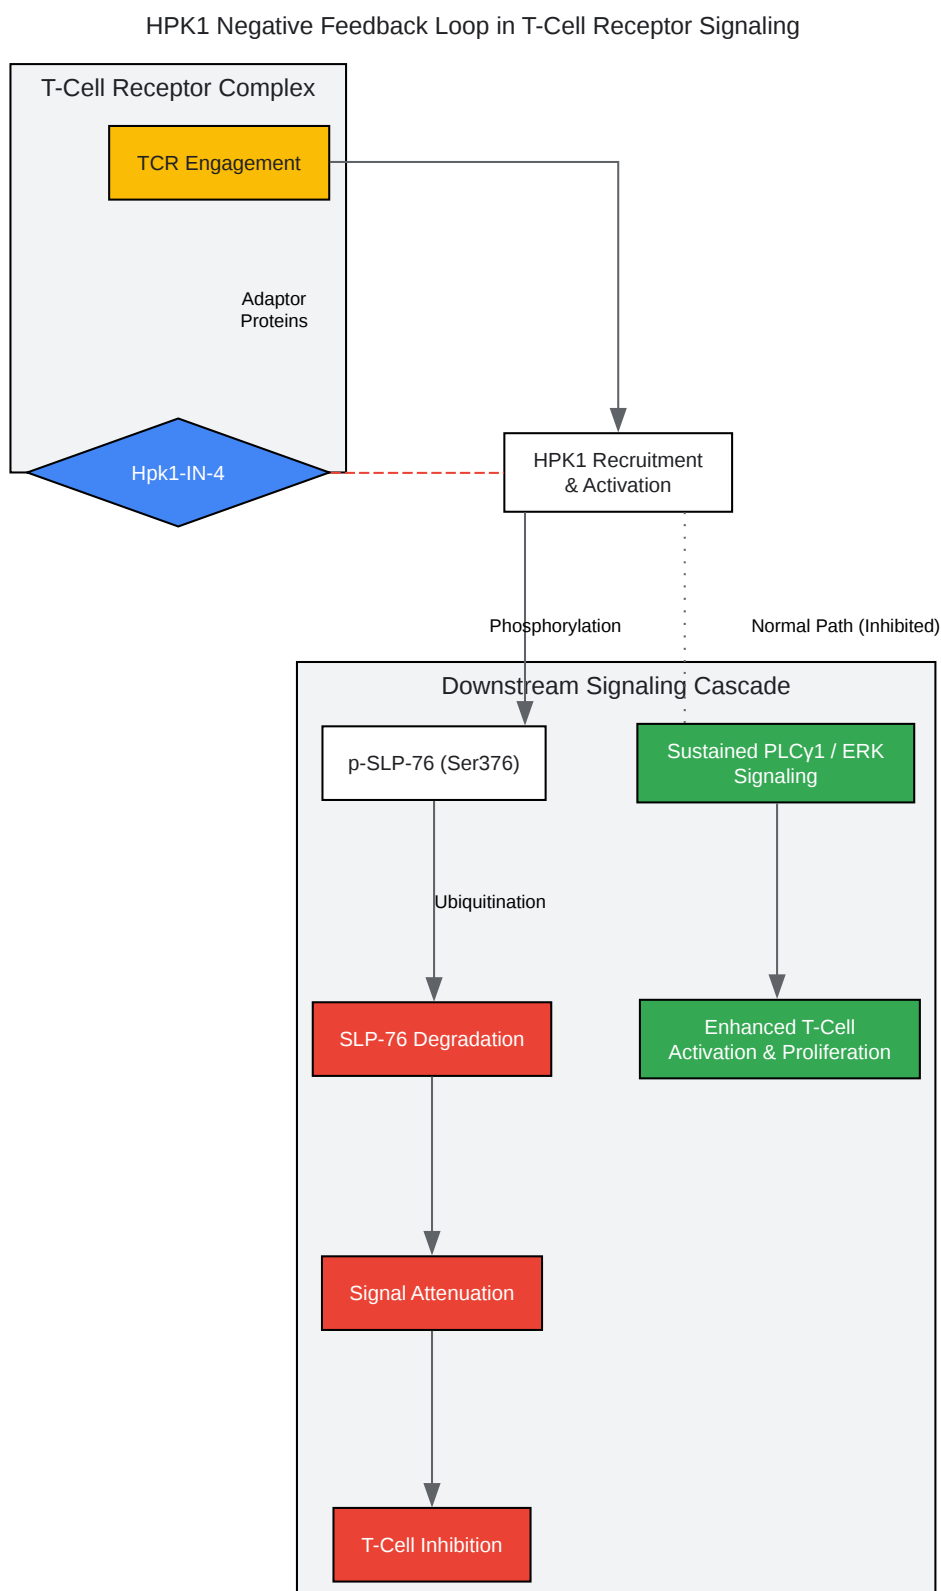 HPK1 Negative Feedback Loop in T-Cell Receptor Signaling
T-Cell Receptor Complex
TCR Engagement
Adaptor
Proteins
Hpk1-IN-4
HPK1 Recruitment
& Activation
Phosphorylation
Normal Path (Inhibited)
Downstream Signaling Cascade
p-SLP-76 (Ser376)
Sustained PLCγ1 / ERK
Signaling
Ubiquitination
SLP-76 Degradation
Enhanced T-Cell
Activation & Proliferation
Signal Attenuation
T-Cell Inhibition